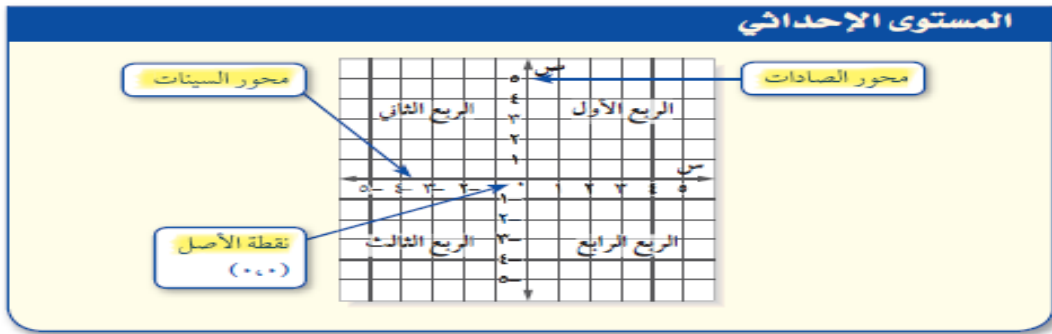 المستوى الإحداثي
محور الصادات
محور السينات
ص
٥
٤
٣
٢
١
الربع الأول
الربع الثاني
س
-٥ -٤ -٣ -٢ ٠ ١ ٢ ٣ ٤ ٥
-١
-٢
-٣
-٤
-٥
الربع الرابع
الربع الثالث
نقطة الأصل
(٠،٠)